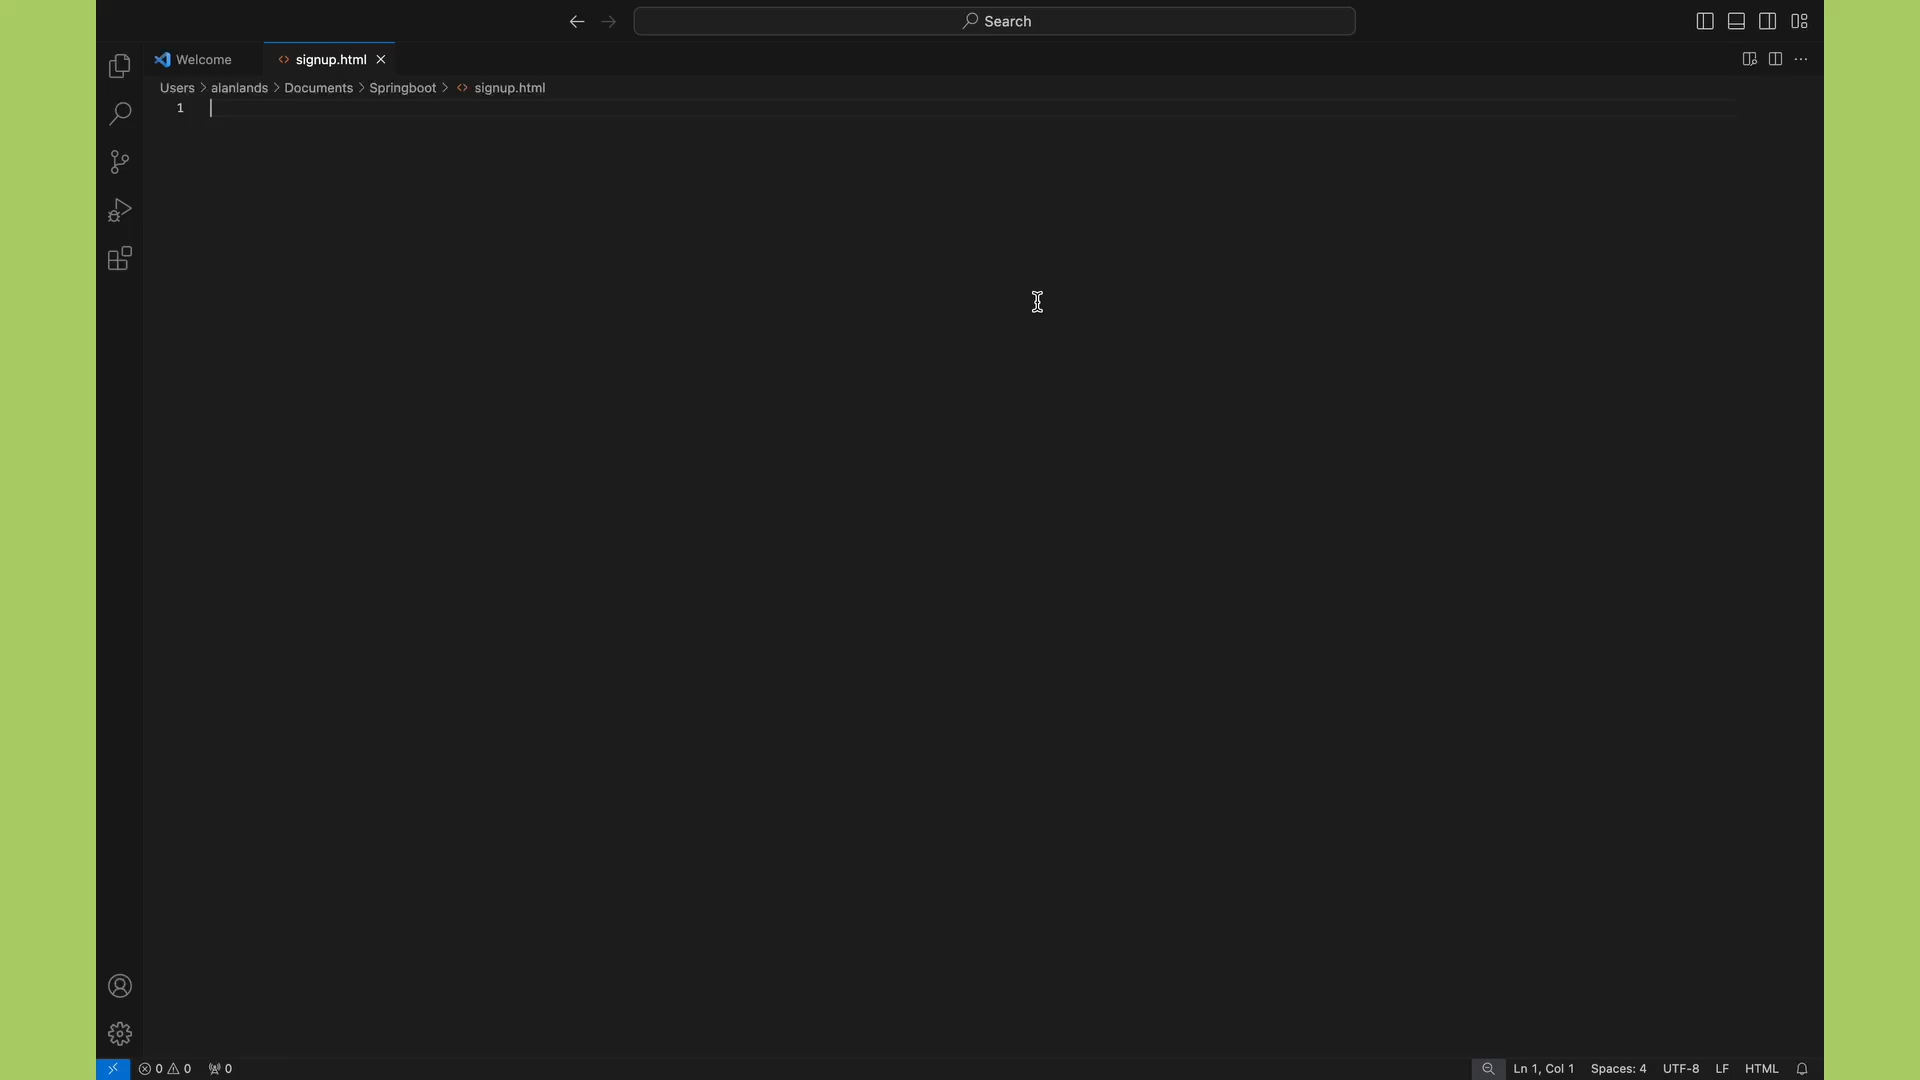 Search
Welcome
signup.html
Users > alanlands > Documents > Springboot > signup.html
1
0 0 0
Ln 1, Col 1 Spaces: 4 UTF-8 LF HTML